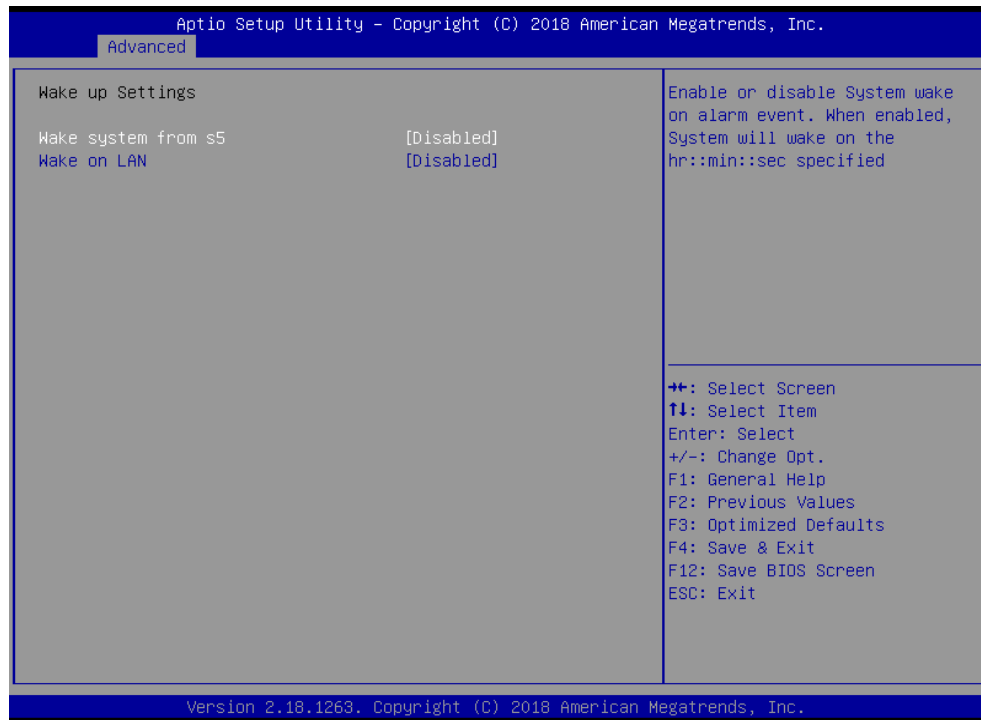 Aptio Setup Utility – Copyright (C) 2018 American Megatrends, Inc.
Advanced
Wake up Settings
Wake system from s5 [Disabled]
Wake on LAN [Disabled]
Enable or disable System wake
on alarm event. When enabled,
System will wake on the
hr::min::sec specified
→←: Select Screen
↑↓: Select Item
Enter: Select
+/-: Change Opt.
F1: General Help
F2: Previous Values
F3: Optimized Defaults
F4: Save & Exit
F12: Save BIOS Screen
ESC: Exit
Version 2.18.1263. Copyright (C) 2018 American Megatrends, Inc.